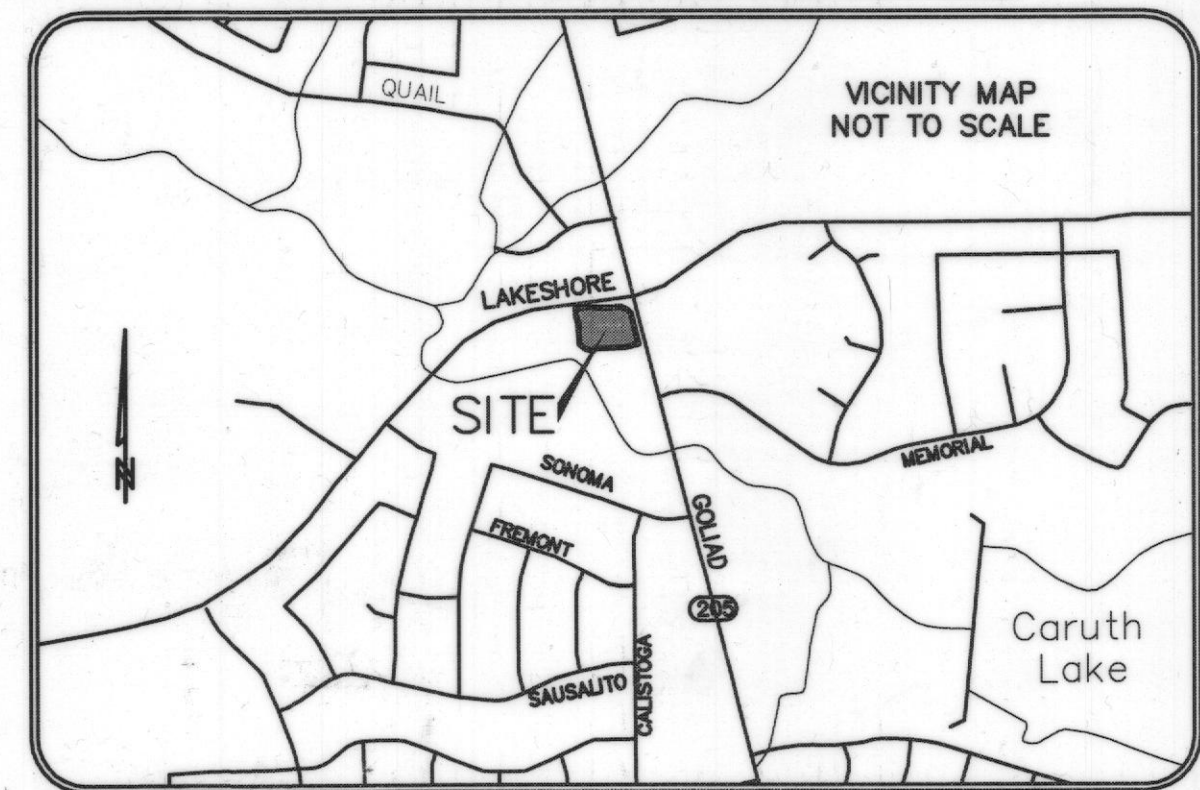 QUAIL
VICINITY MAP
NOT TO SCALE
LAKESHORE
SITE
MEMORIAL
SONOMA
GOLIAD
FREMONT
N
205
Caruth
Lake
CALISTOGA
SAUSALITO